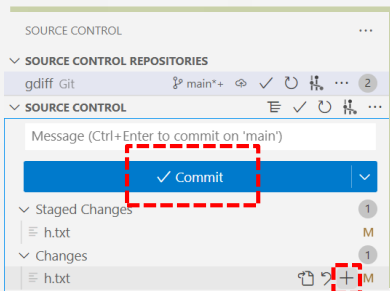 SOURCE CONTROL
SOURCE CONTROL REPOSITORIES
gdiff Git main*+ 2
SOURCE CONTROL
Message (Ctrl+Enter to commit on 'main')
Commit
Staged Changes 1
h.txt M
Changes 1
h.txt M